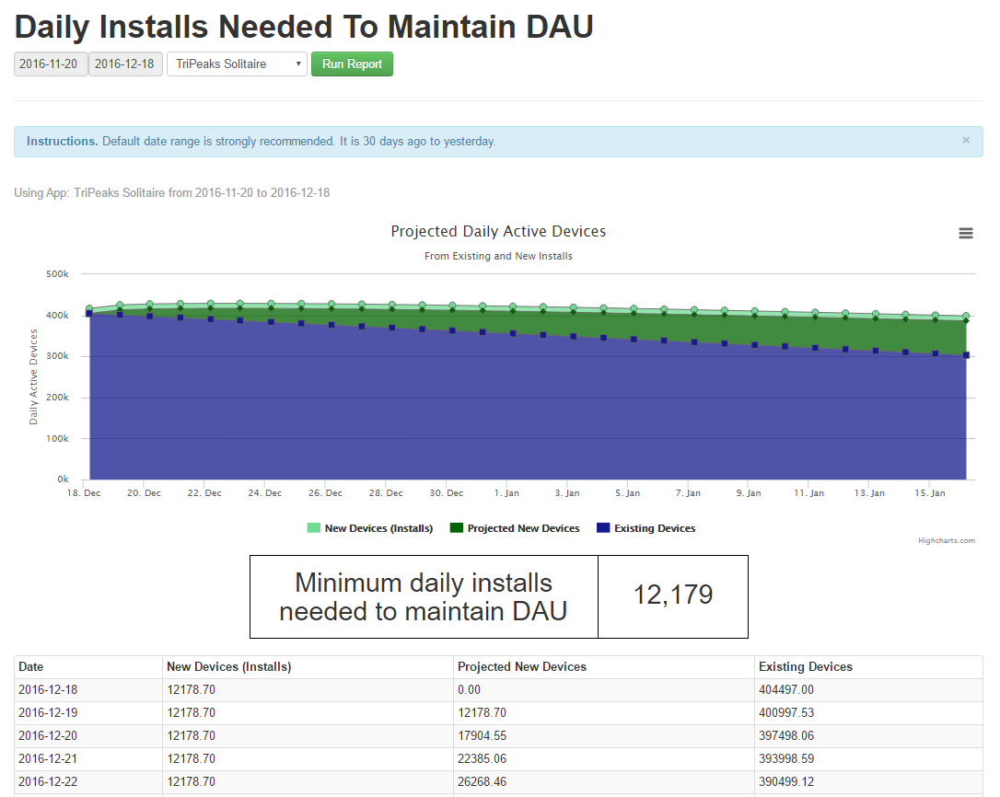 Daily Installs Needed To Maintain DAU
2016-11-20 2016-12-18 TriPeaks Solitaire Run Report
Instructions. Default date range is strongly recommended. It is 30 days ago to yesterday. ×
Using App: TriPeaks Solitaire from 2016-11-20 to 2016-12-18
Projected Daily Active Devices
From Existing and New Installs
Daily Active Devices
500k
400k
300k
200k
100k
0k
18. Dec 20. Dec 22. Dec 24. Dec 26. Dec 28. Dec 30. Dec 1. Jan 3. Jan 5. Jan 7. Jan 9. Jan 11. Jan 13. Jan 15. Jan
New Devices (Installs) Projected New Devices Existing Devices
Highcharts.com
Minimum daily installs
needed to maintain DAU
12,179
Date New Devices (Installs) Projected New Devices Existing Devices
2016-12-18 12178.70 0.00 404497.00
2016-12-19 12178.70 12178.70 400997.53
2016-12-20 12178.70 17904.55 397498.06
2016-12-21 12178.70 22385.06 393998.59
2016-12-22 12178.70 26268.46 390499.12